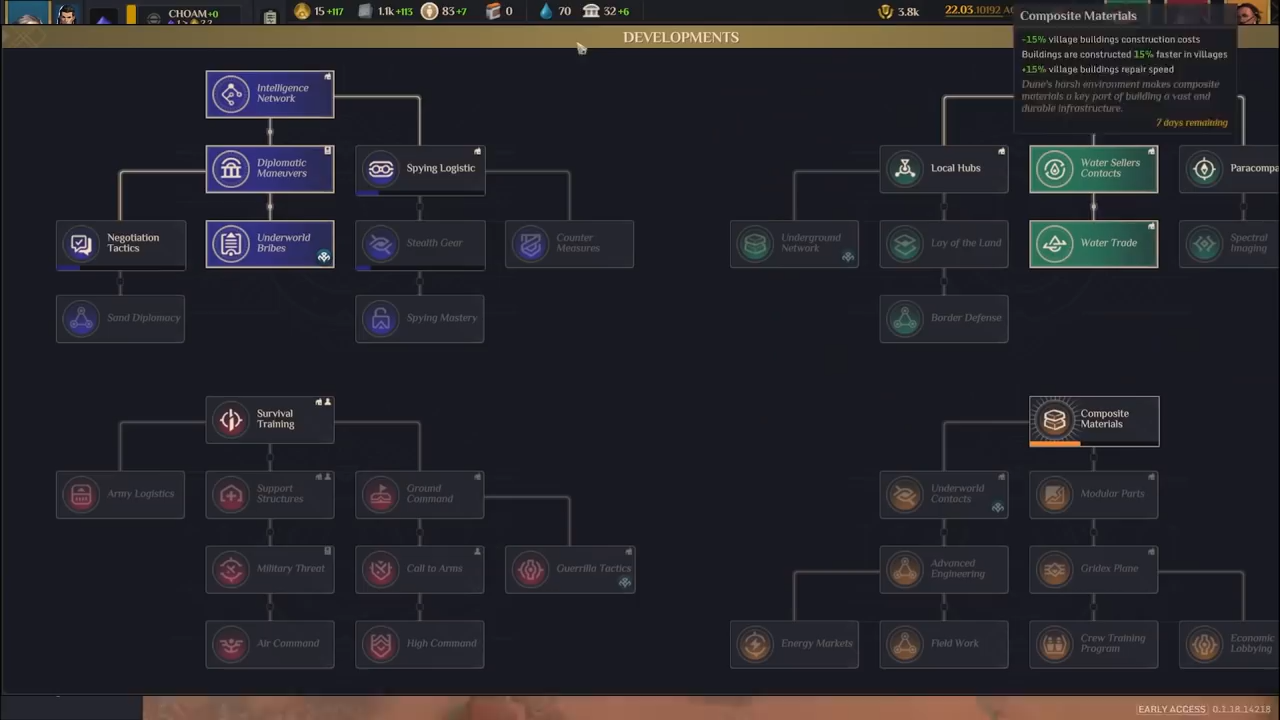 CHOAM +0
15 +117
1.1k +113
83 +7
0
70
32 +6
3.8k
22.03.10192
DEVELOPMENTS
Composite Materials
-15% village buildings construction costs
Buildings are constructed 15% faster in villages
+15% village buildings repair speed
Dune's harsh environment makes composite
materials a key part of building a vast and
durable infrastructure.
7 days remaining
Intelligence
Network
Diplomatic
Maneuvers
Spying Logistic
Local Hubs
Water Sellers
Contacts
Paracompa
Negotiation
Tactics
Underworld
Bribes
Stealth Gear
Counter
Measures
Underground
Network
Lay of the Land
Water Trade
Spectral
Imaging
Sand Diplomacy
Spying Mastery
Border Defense
Survival
Training
Composite
Materials
Army Logistics
Support
Structures
Ground
Command
Underworld
Contacts
Modular Parts
Military Threat
Call to Arms
Guerrilla Tactics
Advanced
Engineering
Gridex Plane
Air Command
High Command
Energy Markets
Field Work
Crew Training
Program
Economic
Lobbying
EARLY ACCESS 0.1.18.14218